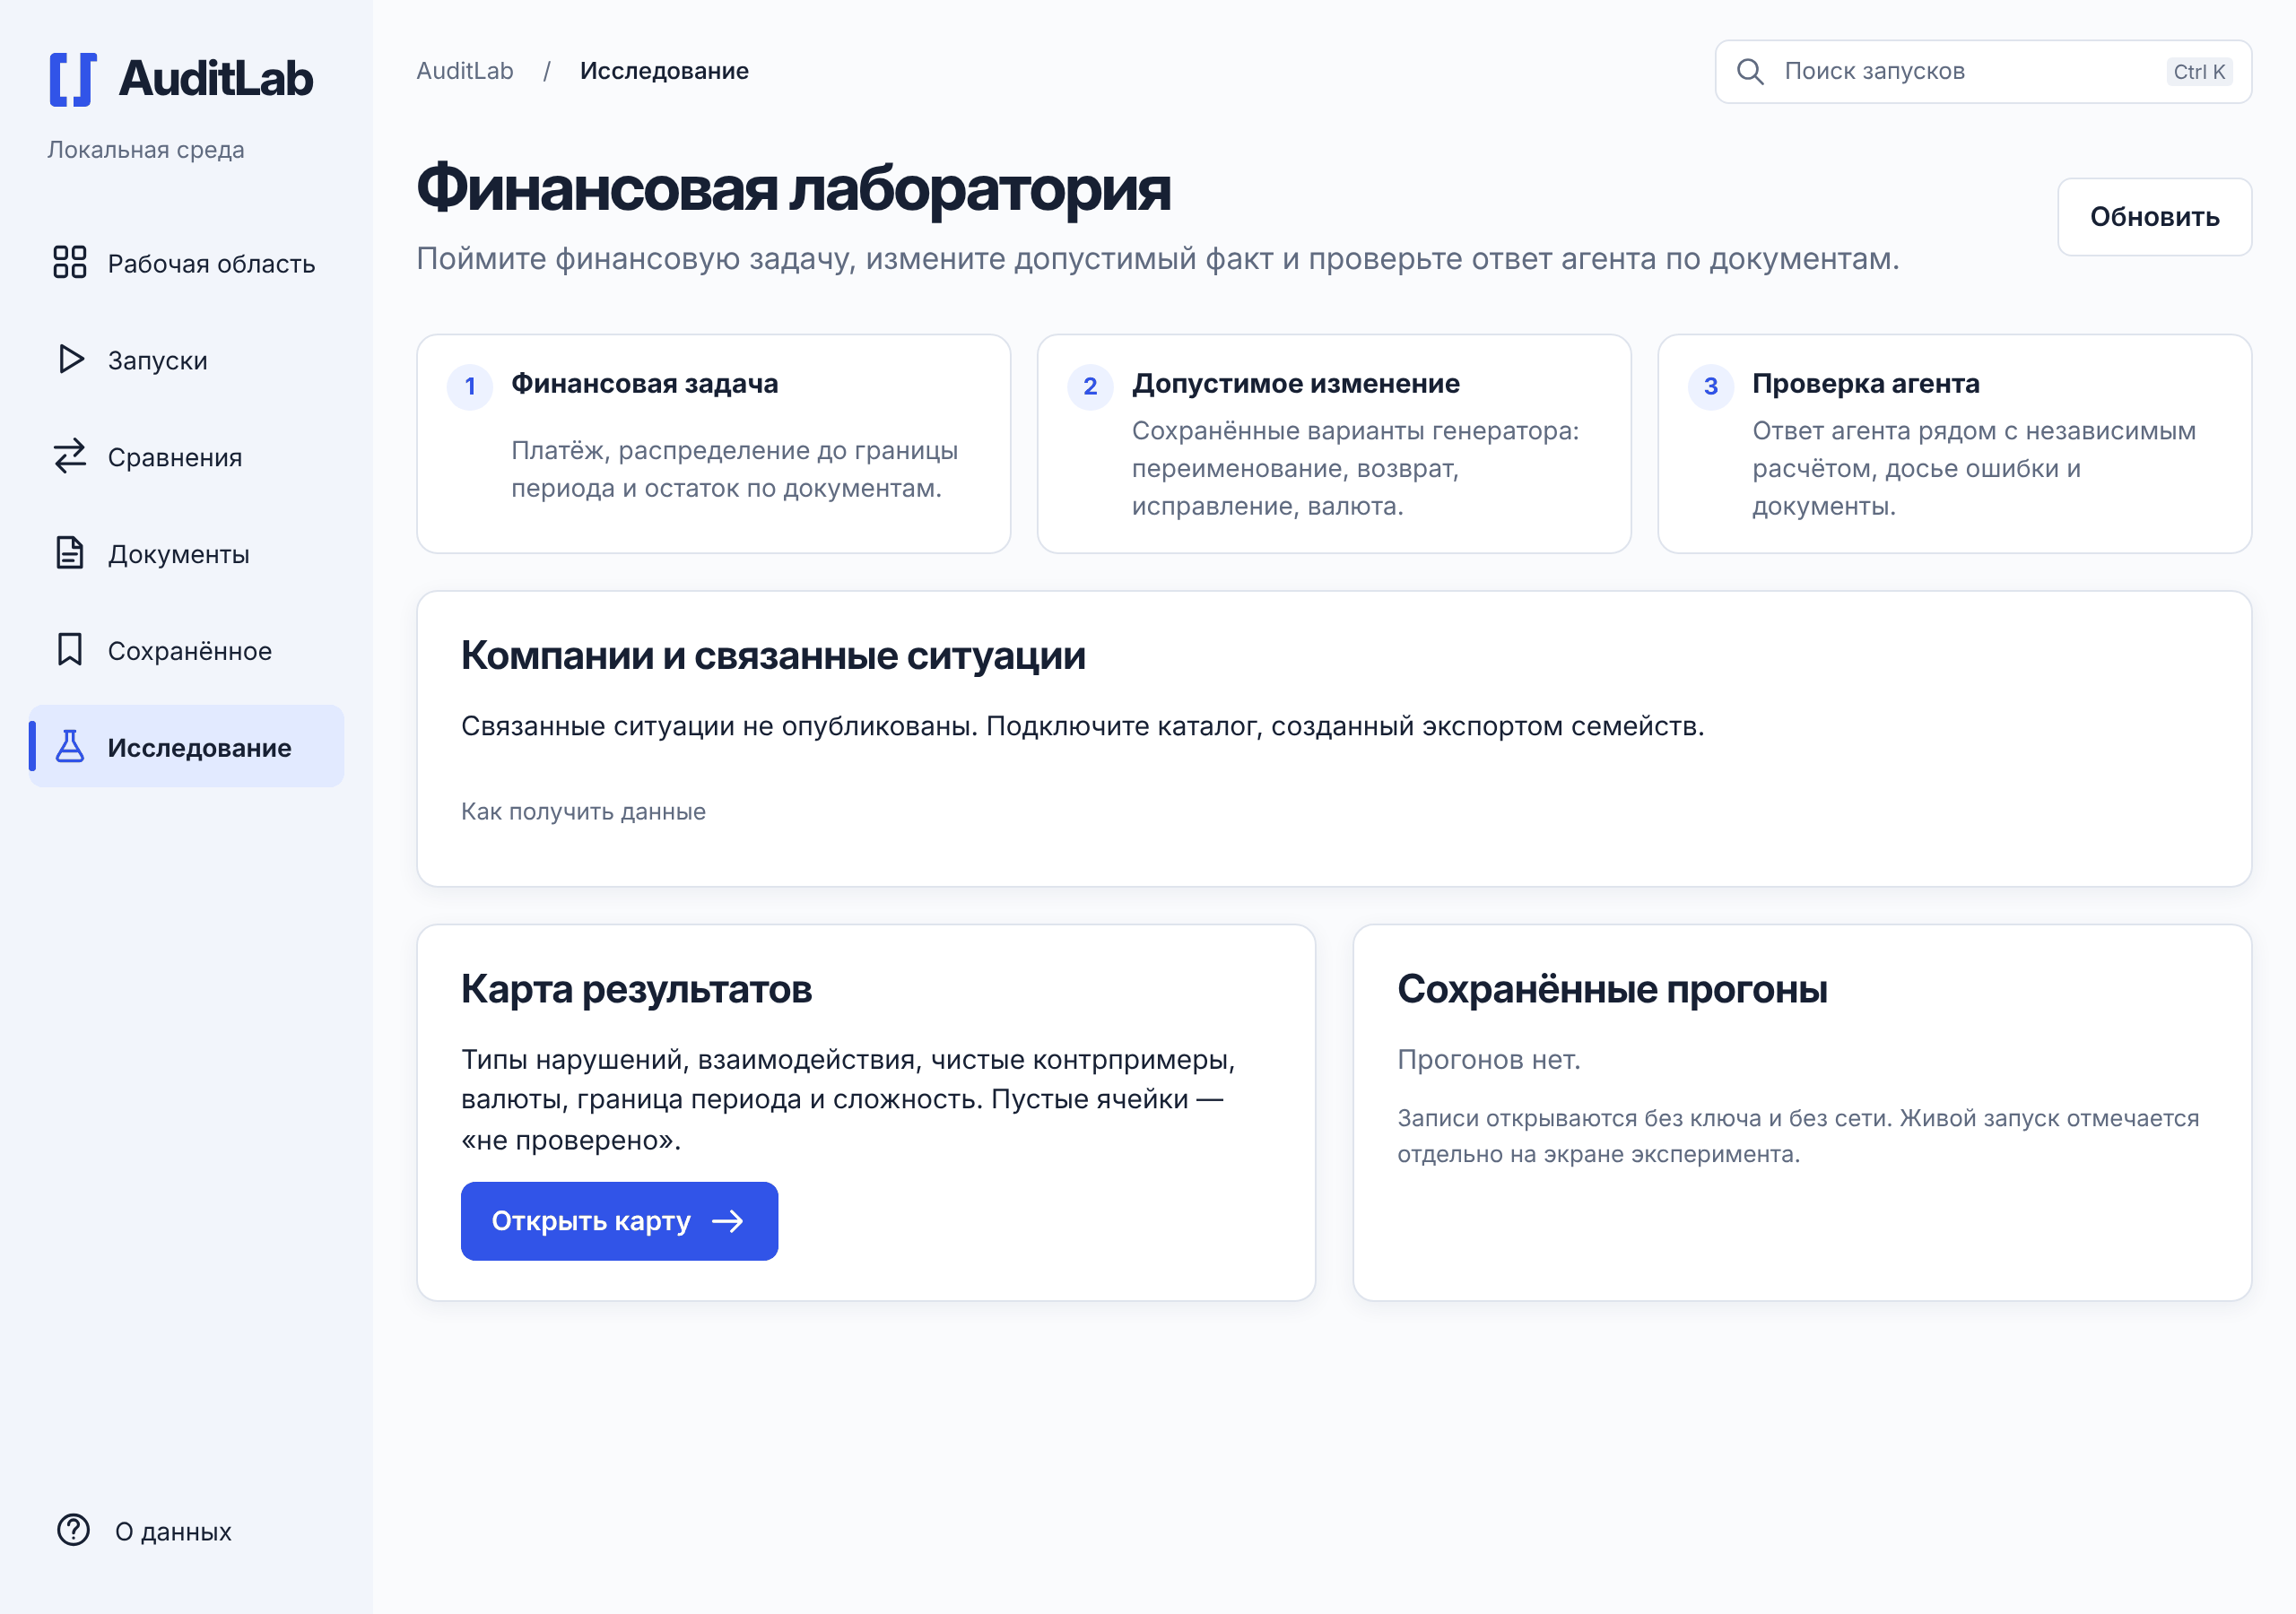 AuditLab
Локальная среда
Рабочая область
Запуски
Сравнения
Документы
Сохранённое
Исследование
О данных
AuditLab / Исследование
Поиск запусков Ctrl K
Финансовая лаборатория
Поймите финансовую задачу, измените допустимый факт и проверьте ответ агента по документам.
Обновить
1 Финансовая задача
Платёж, распределение до границы
периода и остаток по документам.
2 Допустимое изменение
Сохранённые варианты генератора:
переименование, возврат,
исправление, валюта.
3 Проверка агента
Ответ агента рядом с независимым
расчётом, досье ошибки и
документы.
Компании и связанные ситуации
Связанные ситуации не опубликованы. Подключите каталог, созданный экспортом семейств.
Как получить данные
Карта результатов
Типы нарушений, взаимодействия, чистые контрпримеры,
валюты, граница периода и сложность. Пустые ячейки —
«не проверено».
Открыть карту
Сохранённые прогоны
Прогонов нет.
Записи открываются без ключа и без сети. Живой запуск отмечается
отдельно на экране эксперимента.